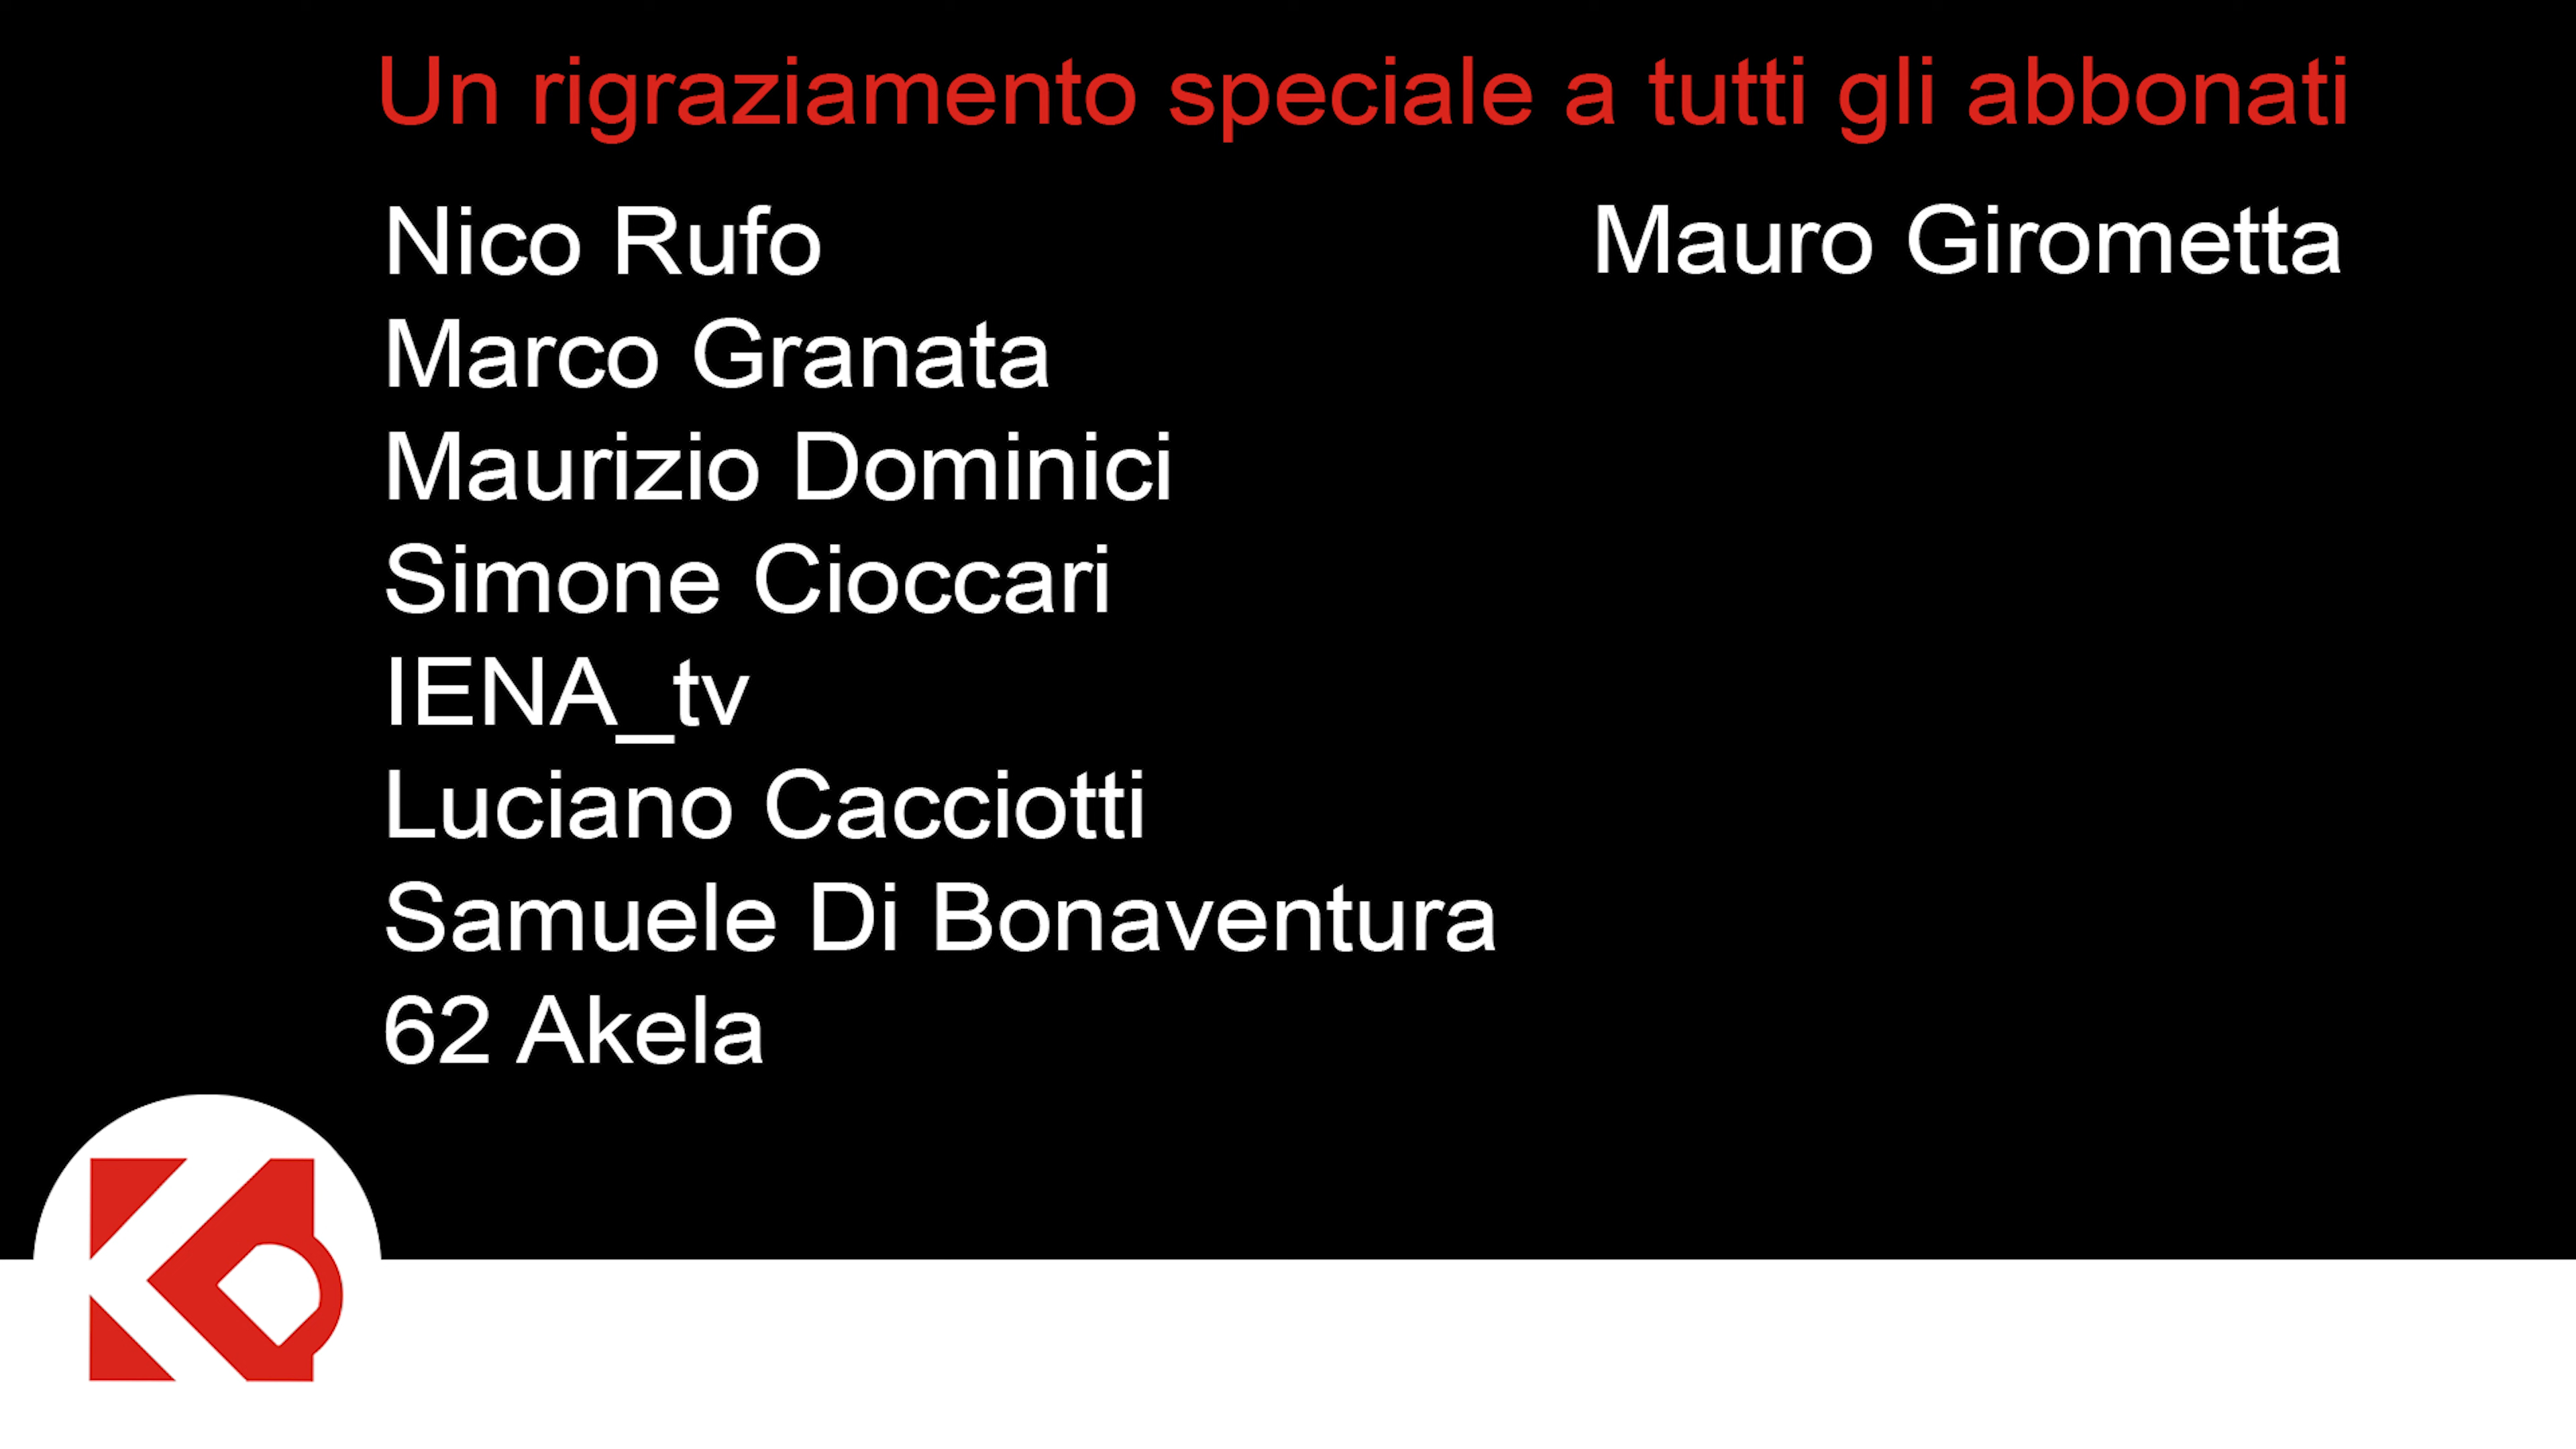 Un rigraziamento speciale a tutti gli abbonati
Nico Rufo
Marco Granata
Maurizio Dominici
Simone Cioccari
IENA_tv
Luciano Cacciotti
Samuele Di Bonaventura
62 Akela
Mauro Girometta